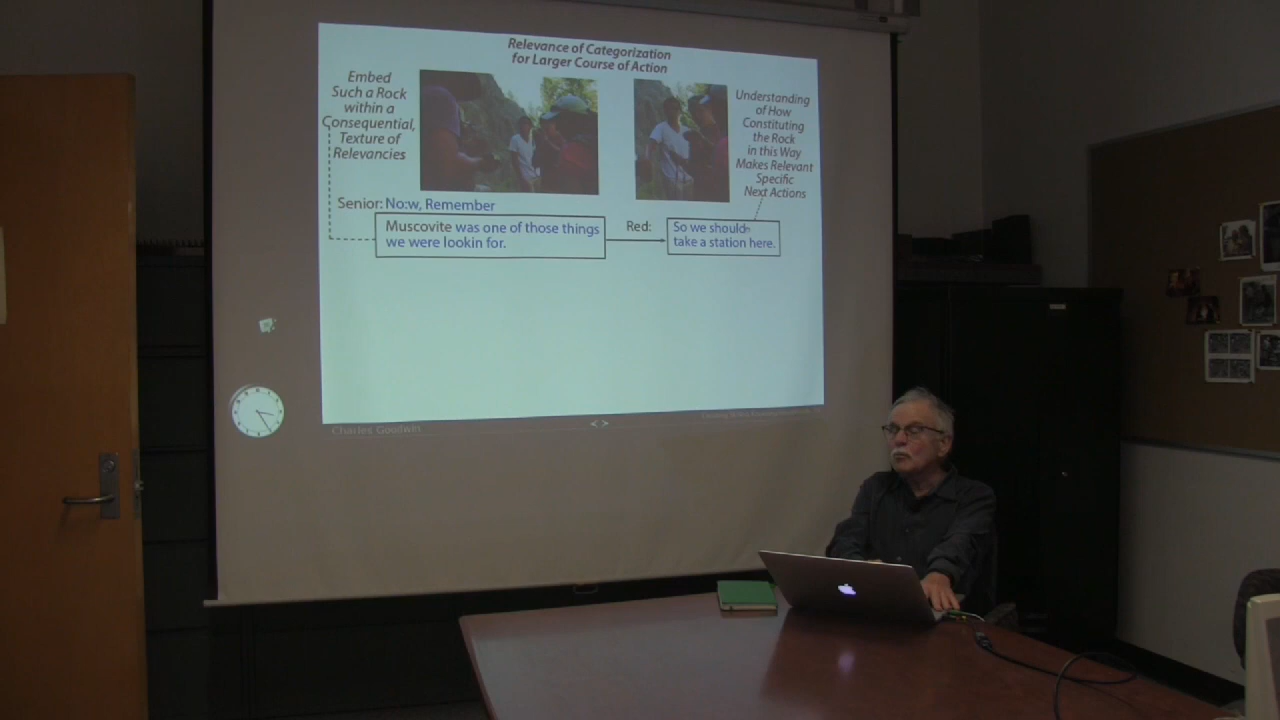 Relevance of Categorization
for Larger Course of Action
Embed
Such a Rock
within a
Consequential,
Texture of
Relevancies
Understanding
of How
Constituting
the Rock
in this Way
Makes Relevant
Specific
Next Actions
Senior: No:w, Remember
Muscovite was one of those things
we were lookin for.
Red:
So we should
take a station here.
Charles Goodwin
<>